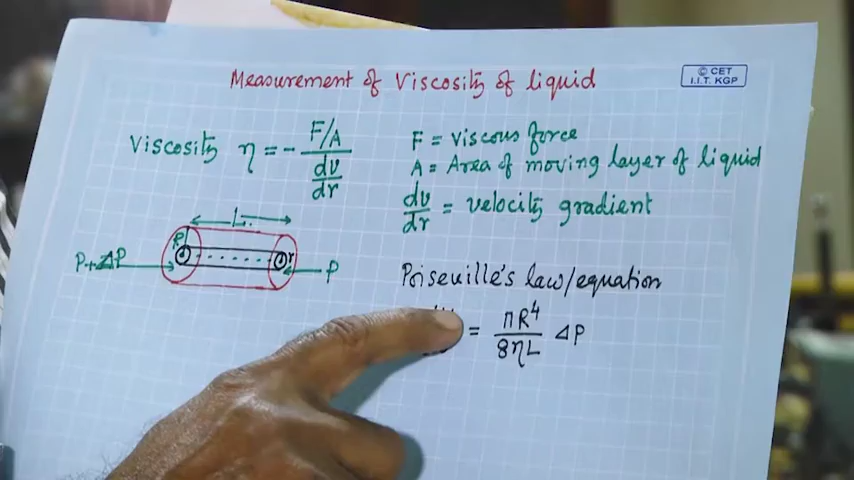 © CET
I.I.T. KGP
Measurement of Viscosity of liquid
Viscosity η = - F/A / dv/dr
F = viscous force
A = Area of moving layer of liquid
dv/dr = velocity gradient
L
R
r
P+ΔP
P
Poiseuille's law/equation
= πR⁴ / 8ηL ΔP